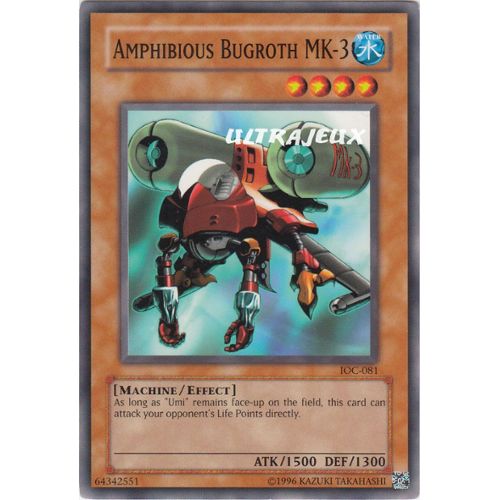 AMPHIBIOUS BUGROTH MK-3
WATER
水
ULTRAJEUX
MK-3
IOC-081
[MACHINE/EFFECT]
As long as "Umi" remains face-up on the field, this card can
attack your opponent's Life Points directly.
ATK/1500 DEF/1300
64342551
©1996 KAZUKI TAKAHASHI